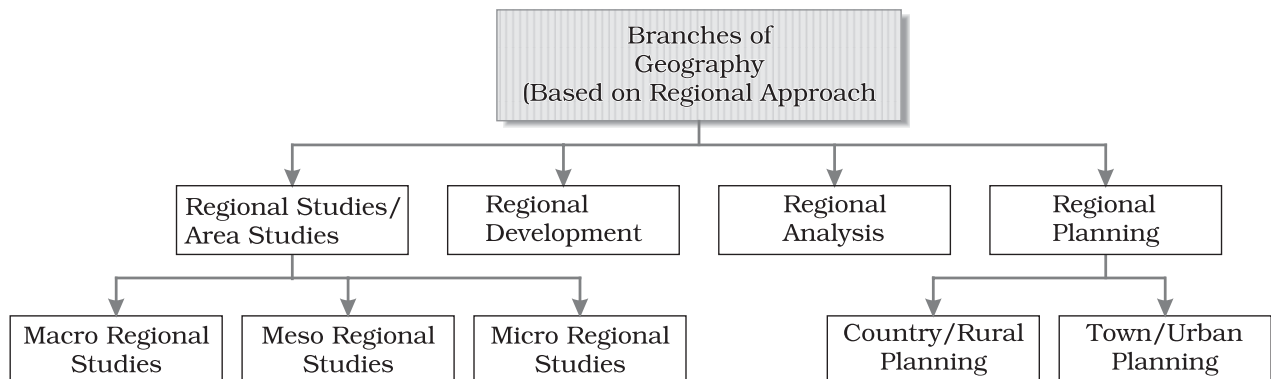 Branches of
Geography
(Based on Regional Approach
Regional Studies/
Area Studies
Regional
Development
Regional
Analysis
Regional
Planning
Macro Regional
Studies
Meso Regional
Studies
Micro Regional
Studies
Country/Rural
Planning
Town/Urban
Planning